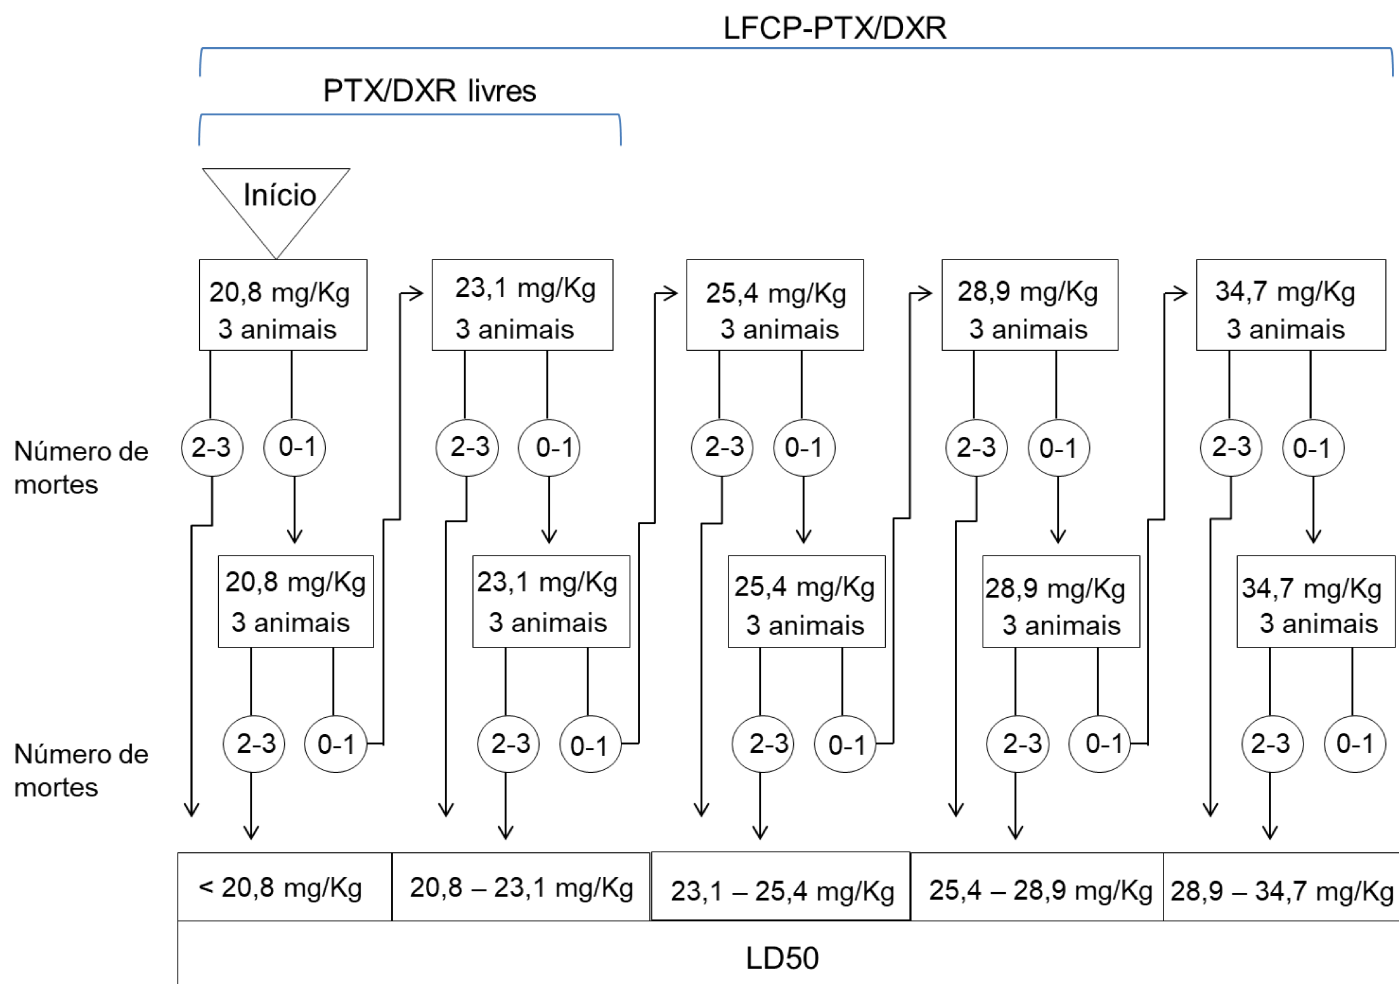 LFCP-PTX/DXR
PTX/DXR livres
Início
20,8 mg/Kg
3 animais
23,1 mg/Kg
3 animais
25,4 mg/Kg
3 animais
28,9 mg/Kg
3 animais
34,7 mg/Kg
3 animais
Número de
mortes
2-3
0-1
2-3
0-1
2-3
0-1
2-3
0-1
2-3
0-1
20,8 mg/Kg
3 animais
23,1 mg/Kg
3 animais
25,4 mg/Kg
3 animais
28,9 mg/Kg
3 animais
34,7 mg/Kg
3 animais
Número de
mortes
2-3
0-1
2-3
0-1
2-3
0-1
2-3
0-1
2-3
0-1
< 20,8 mg/Kg
20,8 – 23,1 mg/Kg
23,1 – 25,4 mg/Kg
25,4 – 28,9 mg/Kg
28,9 – 34,7 mg/Kg
LD50